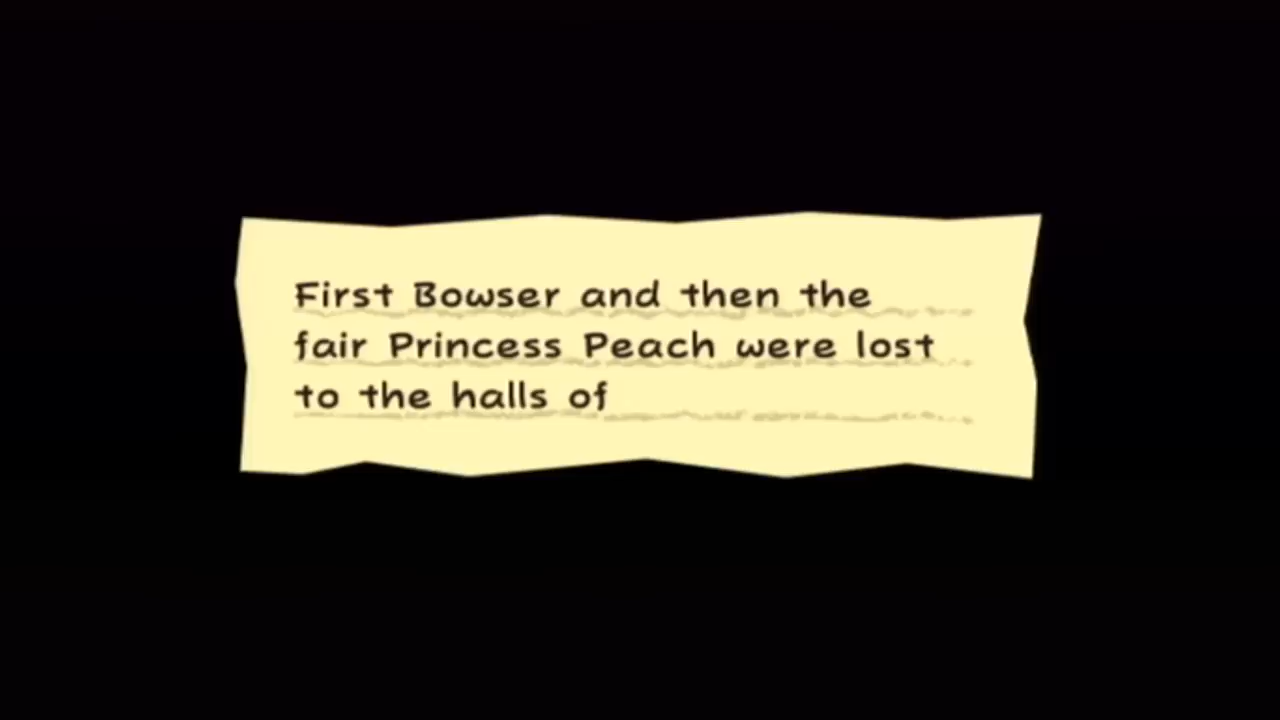 First Bowser and then the
fair Princess Peach were lost
to the halls of